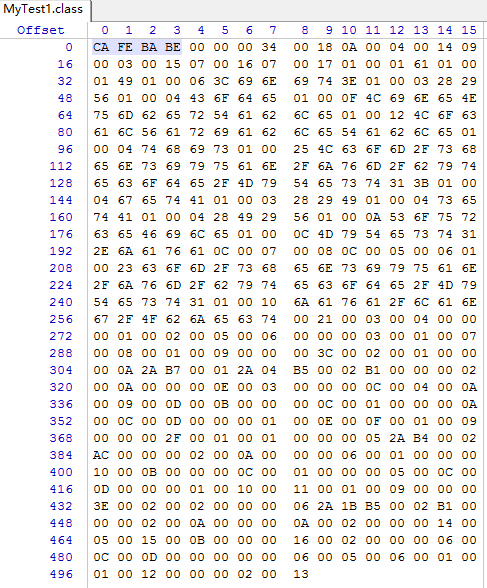 MyTest1.class
Offset 0 1 2 3 4 5 6 7 8 9 10 11 12 13 14 15
0 CA FE BA BE 00 00 00 34 00 18 0A 00 04 00 14 09
16 00 03 00 15 07 00 16 07 00 17 01 00 01 61 01 00
32 01 49 01 00 06 3C 69 6E 69 74 3E 01 00 03 28 29
48 56 01 00 04 43 6F 64 65 01 00 0F 4C 69 6E 65 4E
64 75 6D 62 65 72 54 61 62 6C 65 01 00 12 4C 6F 63
80 61 6C 56 61 72 69 61 62 6C 65 54 61 62 6C 65 01
96 00 04 74 68 69 73 01 00 25 4C 63 6F 6D 2F 73 68
112 65 6E 73 69 79 75 61 6E 2F 6A 76 6D 2F 62 79 74
128 65 63 6F 64 65 2F 4D 79 54 65 73 74 31 3B 01 00
144 04 67 65 74 41 01 00 03 28 29 49 01 00 04 73 65
160 74 41 01 00 04 28 49 29 56 01 00 0A 53 6F 75 72
176 63 65 46 69 6C 65 01 00 0C 4D 79 54 65 73 74 31
192 2E 6A 61 76 61 0C 00 07 00 08 0C 00 05 00 06 01
208 00 23 63 6F 6D 2F 73 68 65 6E 73 69 79 75 61 6E
224 2F 6A 76 6D 2F 62 79 74 65 63 6F 64 65 2F 4D 79
240 54 65 73 74 31 01 00 10 6A 61 76 61 2F 6C 61 6E
256 67 2F 4F 62 6A 65 63 74 00 21 00 03 00 04 00 00
272 00 01 00 02 00 05 00 06 00 00 00 03 00 01 00 07
288 00 08 00 01 00 09 00 00 00 3C 00 02 00 01 00 00
304 00 0A 2A B7 00 01 2A 04 B5 00 02 B1 00 00 00 02
320 00 0A 00 00 00 0E 00 03 00 00 00 0C 00 04 00 0A
336 00 09 00 0D 00 0B 00 00 00 0C 00 01 00 00 00 0A
352 00 0C 00 0D 00 00 00 01 00 0E 00 0F 00 01 00 09
368 00 00 00 2F 00 01 00 01 00 00 00 05 2A B4 00 02
384 AC 00 00 00 02 00 0A 00 00 00 06 00 01 00 00 00
400 10 00 0B 00 00 00 0C 00 01 00 00 00 05 00 0C 00
416 0D 00 00 00 01 00 10 00 11 00 01 00 09 00 00 00
432 3E 00 02 00 02 00 00 00 06 2A 1B B5 00 02 B1 00
448 00 00 02 00 0A 00 00 00 0A 00 02 00 00 00 14 00
464 05 00 15 00 0B 00 00 00 16 00 02 00 00 00 06 00
480 0C 00 0D 00 00 00 00 00 06 00 05 00 06 00 01 00
496 01 00 12 00 00 00 02 00 13